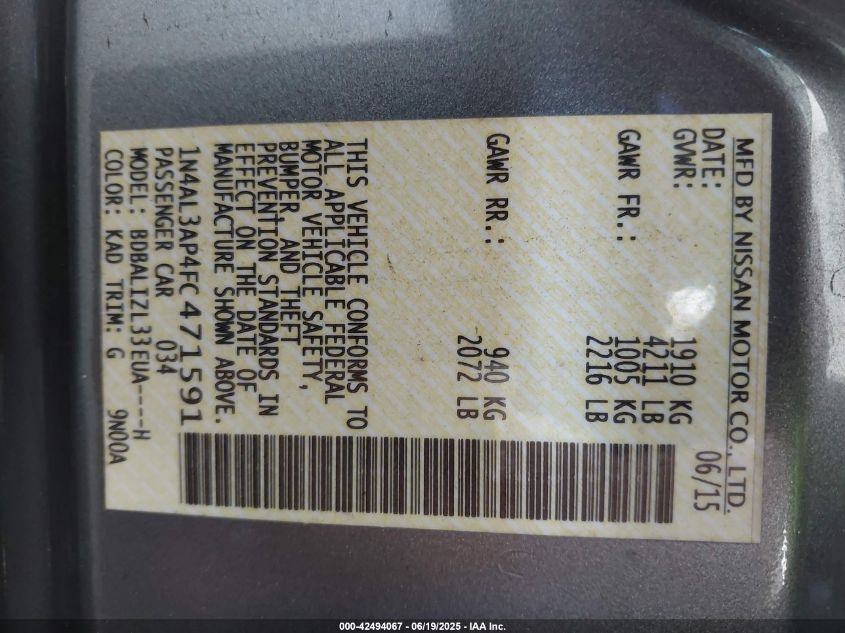 MFD BY NISSAN MOTOR CO., LTD.
DATE: 06/15
GVWR: 1910 KG
4211 LB
GAWR FR.: 1005 KG
2216 LB
GAWR RR.: 940 KG
2072 LB
THIS VEHICLE CONFORMS TO
ALL APPLICABLE FEDERAL
MOTOR VEHICLE SAFETY,
BUMPER, AND THEFT
PREVENTION STANDARDS IN
EFFECT ON THE DATE OF
MANUFACTURE SHOWN ABOVE.
1N4AL3AP4FC471591
PASSENGER CAR 034
MODEL: BDBALIZL33EUA----H
COLOR: KAD TRIM: G 9N00A
000-42494067 - 06/19/2025 - IAA Inc.